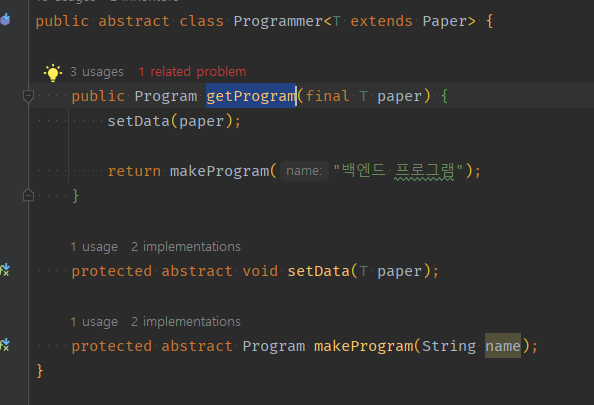 public abstract class Programmer<T extends Paper> {
3 usages 1 related problem
public Program getProgram(final T paper) {
setData(paper);
return makeProgram( name: "백엔드 프로그램");
}
1 usage 2 implementations
protected abstract void setData(T paper);
1 usage 2 implementations
protected abstract Program makeProgram(String name);
}